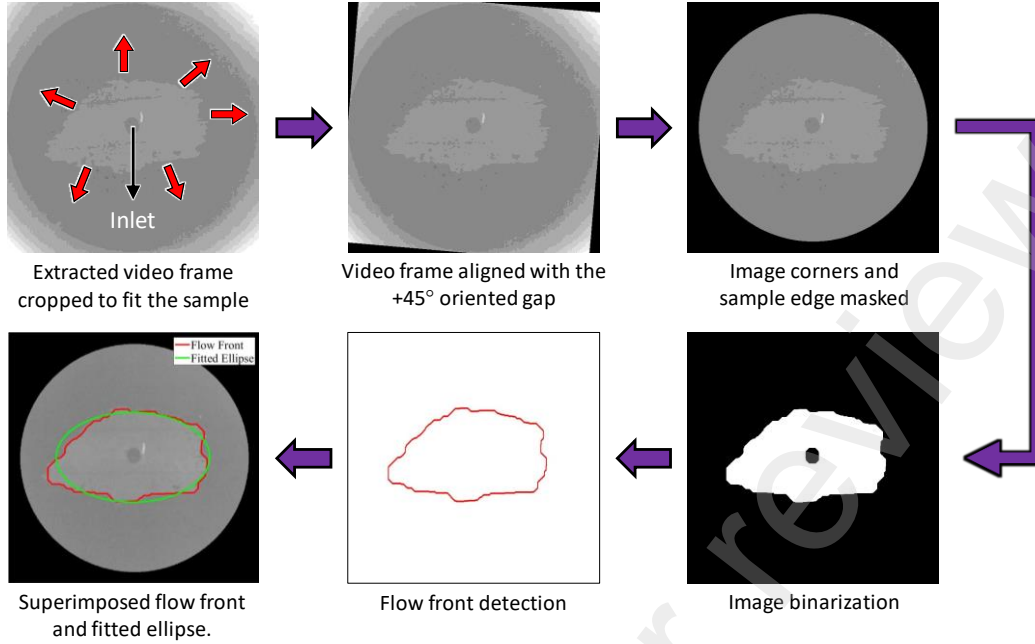 Inlet
Extracted video frame
cropped to fit the sample
Video frame aligned with the
+45° oriented gap
Image corners and
sample edge masked
Flow Front
Fitted Ellipse
Superimposed flow front
and fitted ellipse.
Flow front detection
Image binarization
r review